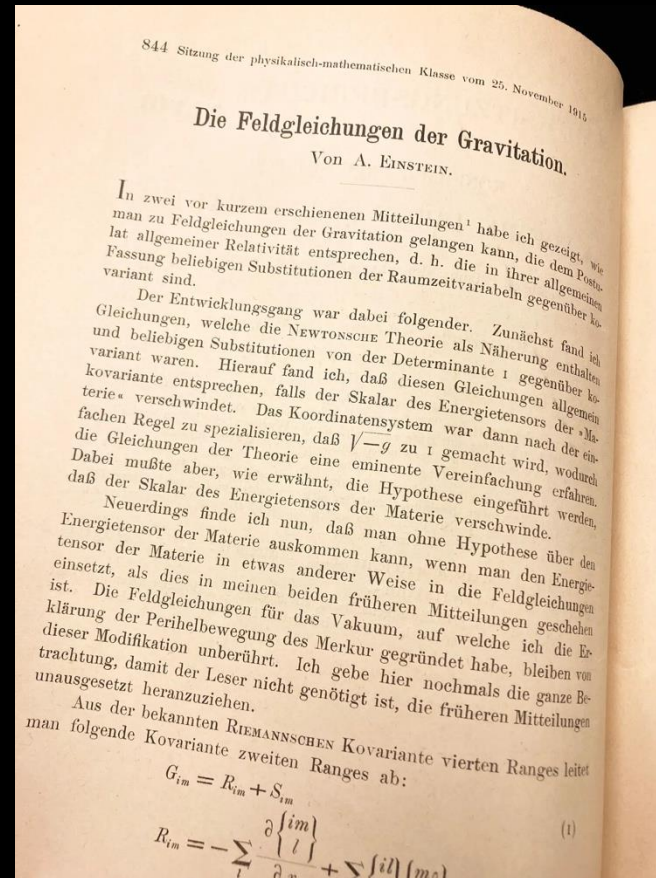 844 Sitzung der physikalisch-mathematischen Klasse vom 25. November 1915
Die Feldgleichungen der Gravitation.
Von A. Einstein.
In zwei vor kurzem erschienenen Mitteilungen¹ habe ich gezeigt, wie
man zu Feldgleichungen der Gravitation gelangen kann, die dem Postu-
lat allgemeiner Relativität entsprechen, d. h. die in ihrer allgemeinen
Fassung beliebigen Substitutionen der Raumzeitvariabeln gegenüber ko-
variant sind.
Der Entwicklungsgang war dabei folgender. Zunächst fand ich
Gleichungen, welche die Newtonsche Theorie als Näherung enthalten
und beliebigen Substitutionen von der Determinante 1 gegenüber ko-
variant waren. Hierauf fand ich, daß diesen Gleichungen allgemein
kovariante entsprechen, falls der Skalar des Energietensors der »Ma-
terie« verschwindet. Das Koordinatensystem war dann nach der ein-
fachen Regel zu spezialisieren, daß √−g zu 1 gemacht wird, wodurch
die Gleichungen der Theorie eine eminente Vereinfachung erfahren.
Dabei mußte aber, wie erwähnt, die Hypothese eingeführt werden,
daß der Skalar des Energietensors der Materie verschwinde.
Neuerdings finde ich nun, daß man ohne Hypothese über den
Energietensor der Materie auskommen kann, wenn man den Energie-
tensor der Materie in etwas anderer Weise in die Feldgleichungen
einsetzt, als dies in meinen beiden früheren Mitteilungen geschehen
ist. Die Feldgleichungen für das Vakuum, auf welche ich die Er-
klärung der Perihelbewegung des Merkur gegründet habe, bleiben von
dieser Modifikation unberührt. Ich gebe hier nochmals die ganze Be-
trachtung, damit der Leser nicht genötigt ist, die früheren Mitteilungen
unausgesetzt heranzuziehen.
Aus der bekannten Riemannschen Kovariante vierten Ranges leitet
man folgende Kovariante zweiten Ranges ab:
G_im = R_im + S_im (1)
R_im = − ∑ ∂{im l} + ∑ {il}